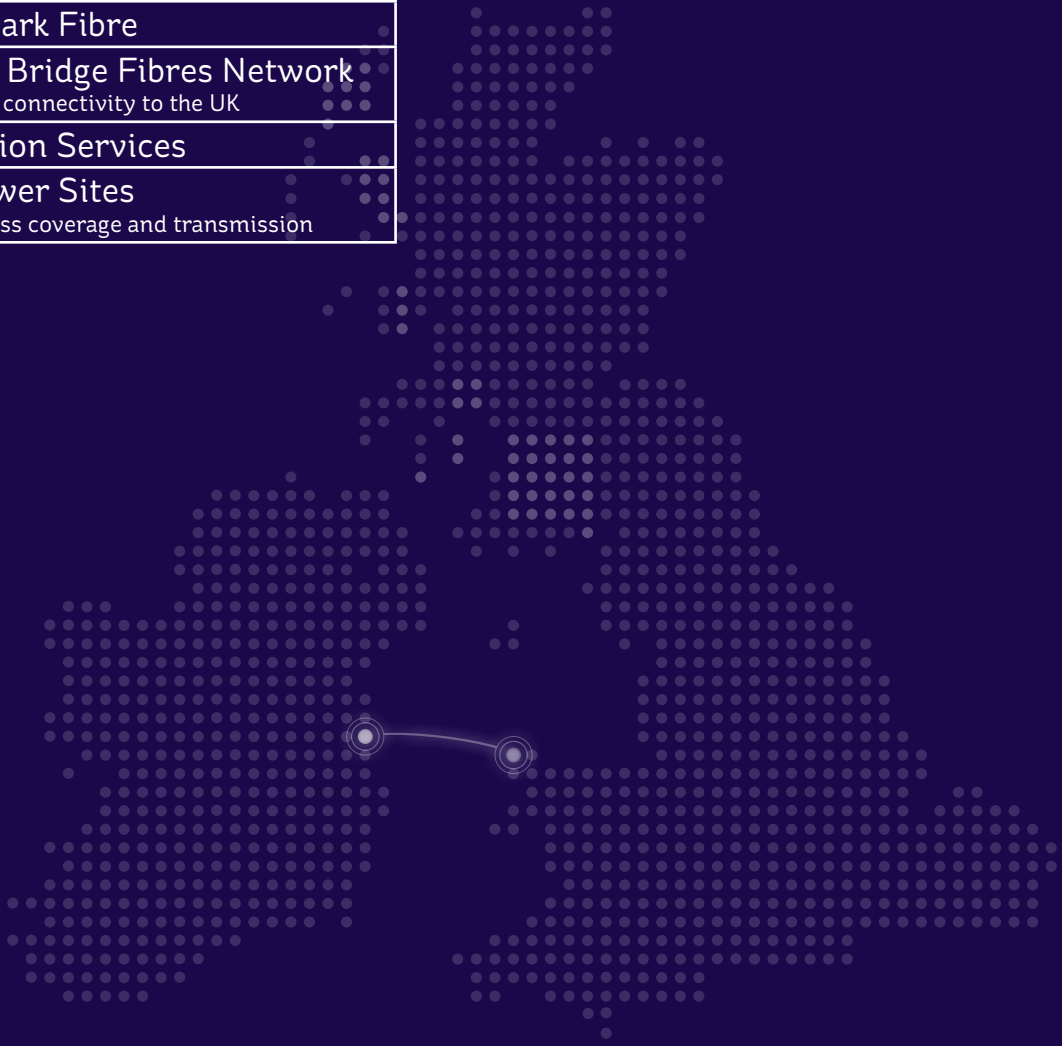 ark Fibre
Bridge Fibres Network
connectivity to the UK
ion Services
wer Sites
ss coverage and transmission